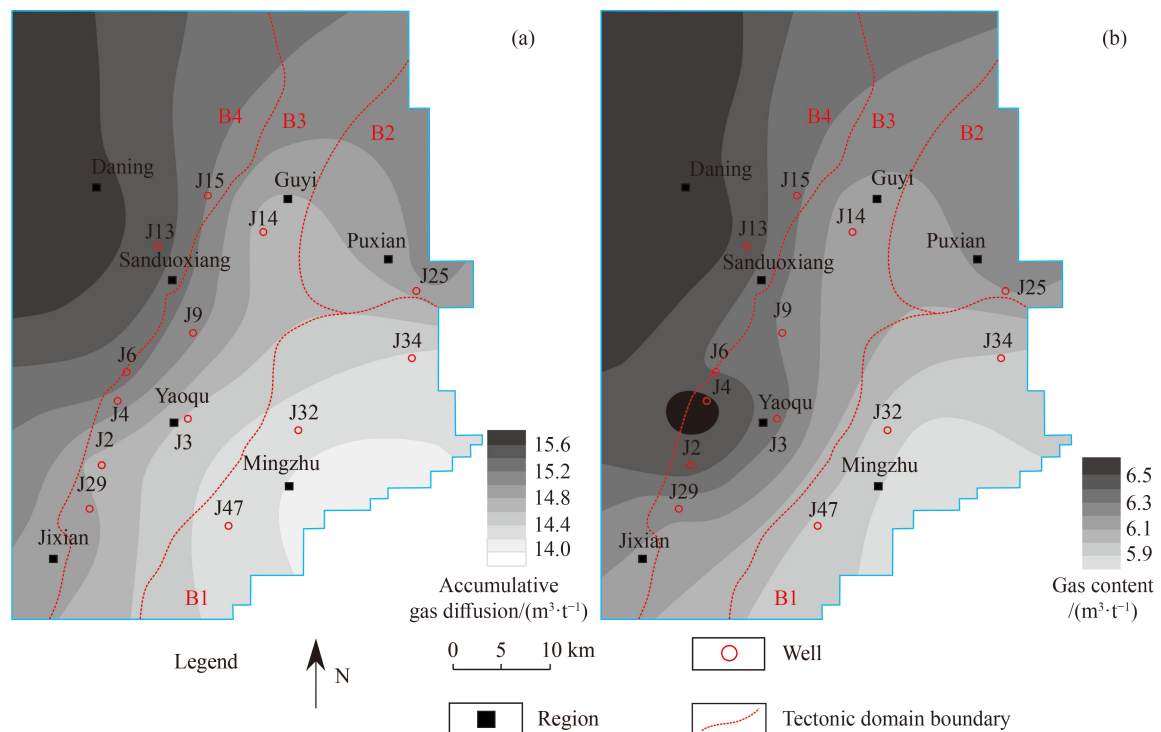 (a)
B4
B3
B2
Daning
J15
Guyi
J14
J13
Puxian
Sanduoxiang
J25
J9
J34
J6
Yaoqu
J4
J3
J32
J2
Mingzhu
J29
J47
Jixian
B1
15.6
15.2
14.8
14.4
14.0
Accumulative
gas diffusion/(m³·t⁻¹)
(b)
B4
B3
B2
Daning
J15
Guyi
J14
J13
Puxian
Sanduoxiang
J25
J9
J34
J6
J4
Yaoqu
J3
J32
J2
Mingzhu
J29
J47
Jixian
B1
6.5
6.3
6.1
5.9
Gas content
/(m³·t⁻¹)
Legend
N
0 5 10 km
Well
Region
Tectonic domain boundary